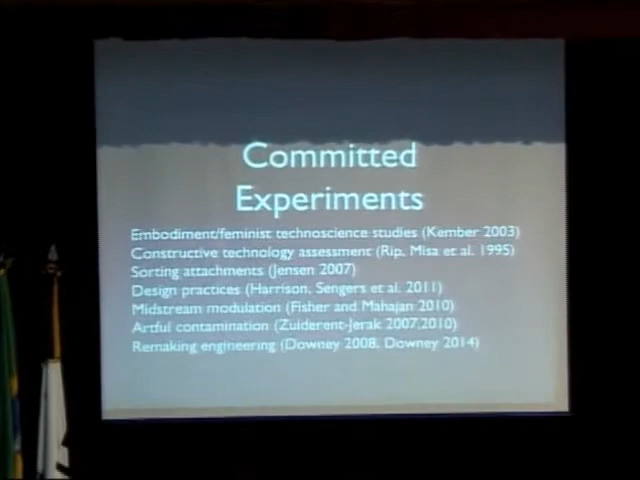 Committed
Experiments
Embodiment/feminist technoscience studies (Kember 2003)
Constructive technology assessment (Rip, Misa et al. 1995)
Sorting attachments (Jensen 2007)
Design practices (Harrison, Sengers et al. 2011)
Midstream modulation (Fisher and Mahajan 2010)
Artful contamination (Zuiderent-Jerak 2007,2010)
Remaking engineering (Downey 2008, Downey 2014)